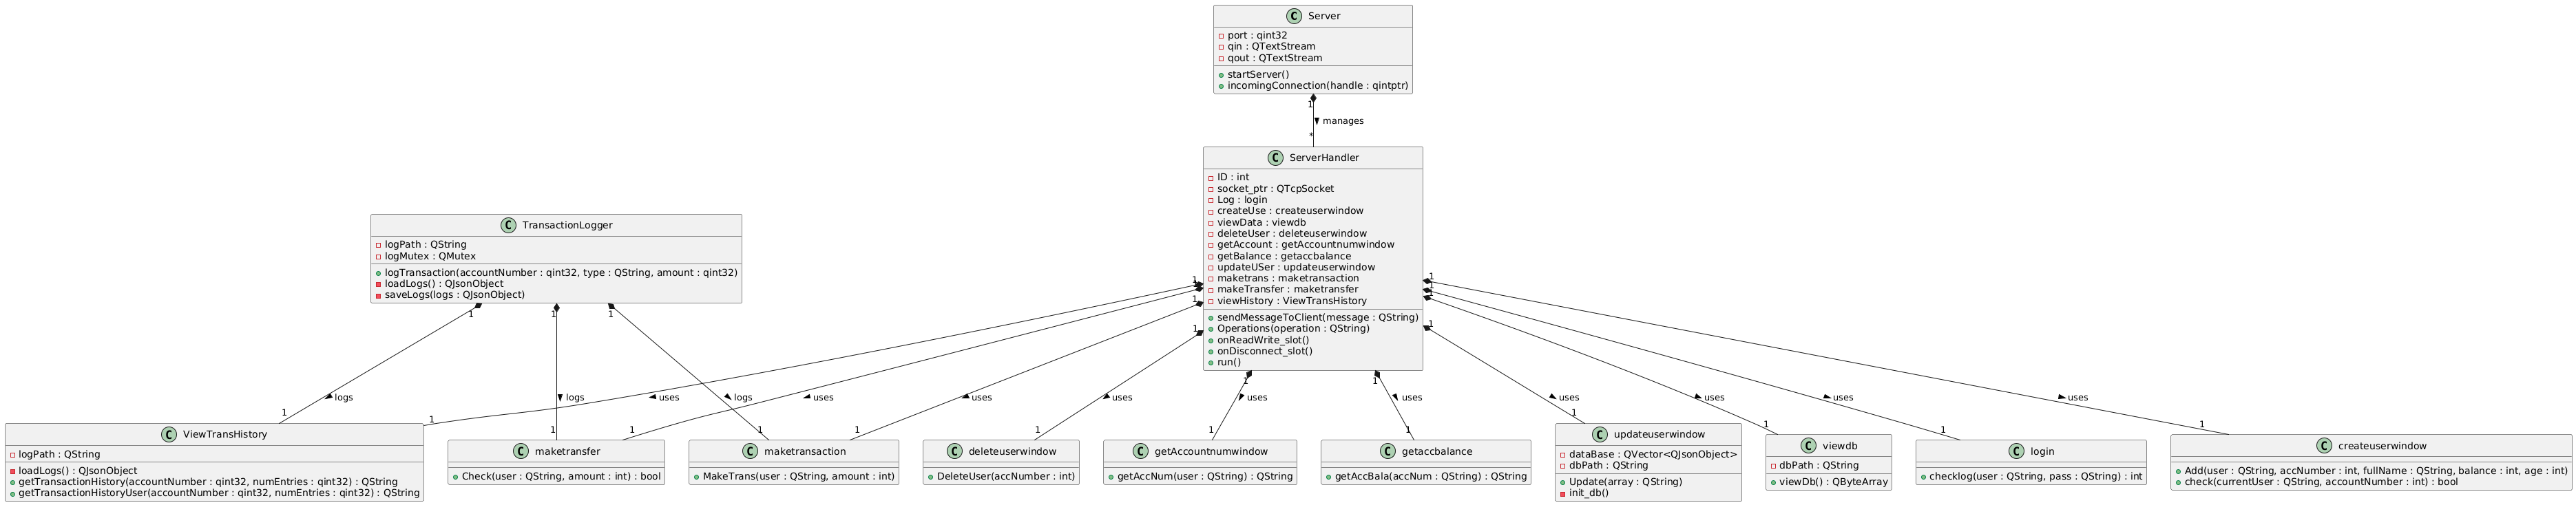 C Server
port : qint32
qin : QTextStream
qout : QTextStream
startServer()
incomingConnection(handle : qintptr)
1
manages
*
C ServerHandler
ID : int
socket_ptr : QTcpSocket
Log : login
createUse : createuserwindow
viewData : viewdb
deleteUser : deleteuserwindow
getAccount : getAccountnumwindow
getBalance : getaccbalance
updateUSer : updateuserwindow
maketrans : maketransaction
makeTransfer : maketransfer
viewHistory : ViewTransHistory
sendMessageToClient(message : QString)
Operations(operation : QString)
onReadWrite_slot()
onDisconnect_slot()
run()
C TransactionLogger
logPath : QString
logMutex : QMutex
logTransaction(accountNumber : qint32, type : QString, amount : qint32)
loadLogs() : QJsonObject
saveLogs(logs : QJsonObject)
1 1 1
1 1 1 1 1 1 1 1 1 1
logs logs uses logs uses uses uses uses uses uses uses uses uses
1 1 1 1 1 1 1 1 1 1 1 1 1
C ViewTransHistory
logPath : QString
loadLogs() : QJsonObject
getTransactionHistory(accountNumber : qint32, numEntries : qint32) : QString
getTransactionHistoryUser(accountNumber : qint32, numEntries : qint32) : QString
C maketransfer
Check(user : QString, amount : int) : bool
C maketransaction
MakeTrans(user : QString, amount : int)
C deleteuserwindow
DeleteUser(accNumber : int)
C getAccountnumwindow
getAccNum(user : QString) : QString
C getaccbalance
getAccBala(accNum : QString) : QString
C updateuserwindow
dataBase : QVector<QJsonObject>
dbPath : QString
Update(array : QString)
init_db()
C viewdb
dbPath : QString
viewDb() : QByteArray
C login
checklog(user : QString, pass : QString) : int
C createuserwindow
Add(user : QString, accNumber : int, fullName : QString, balance : int, age : int)
check(currentUser : QString, accountNumber : int) : bool